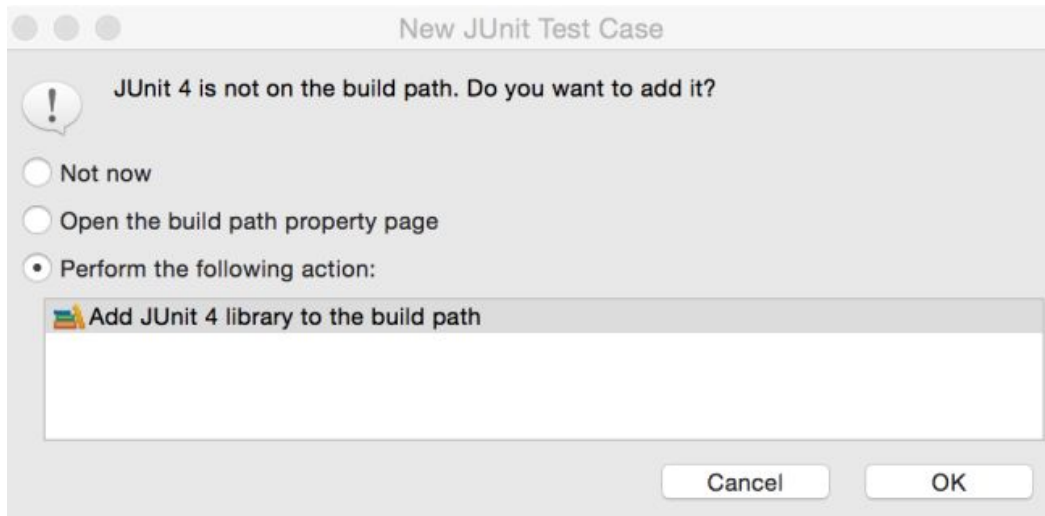 New JUnit Test Case
JUnit 4 is not on the build path. Do you want to add it?
Not now
Open the build path property page
Perform the following action:
Add JUnit 4 library to the build path
Cancel OK